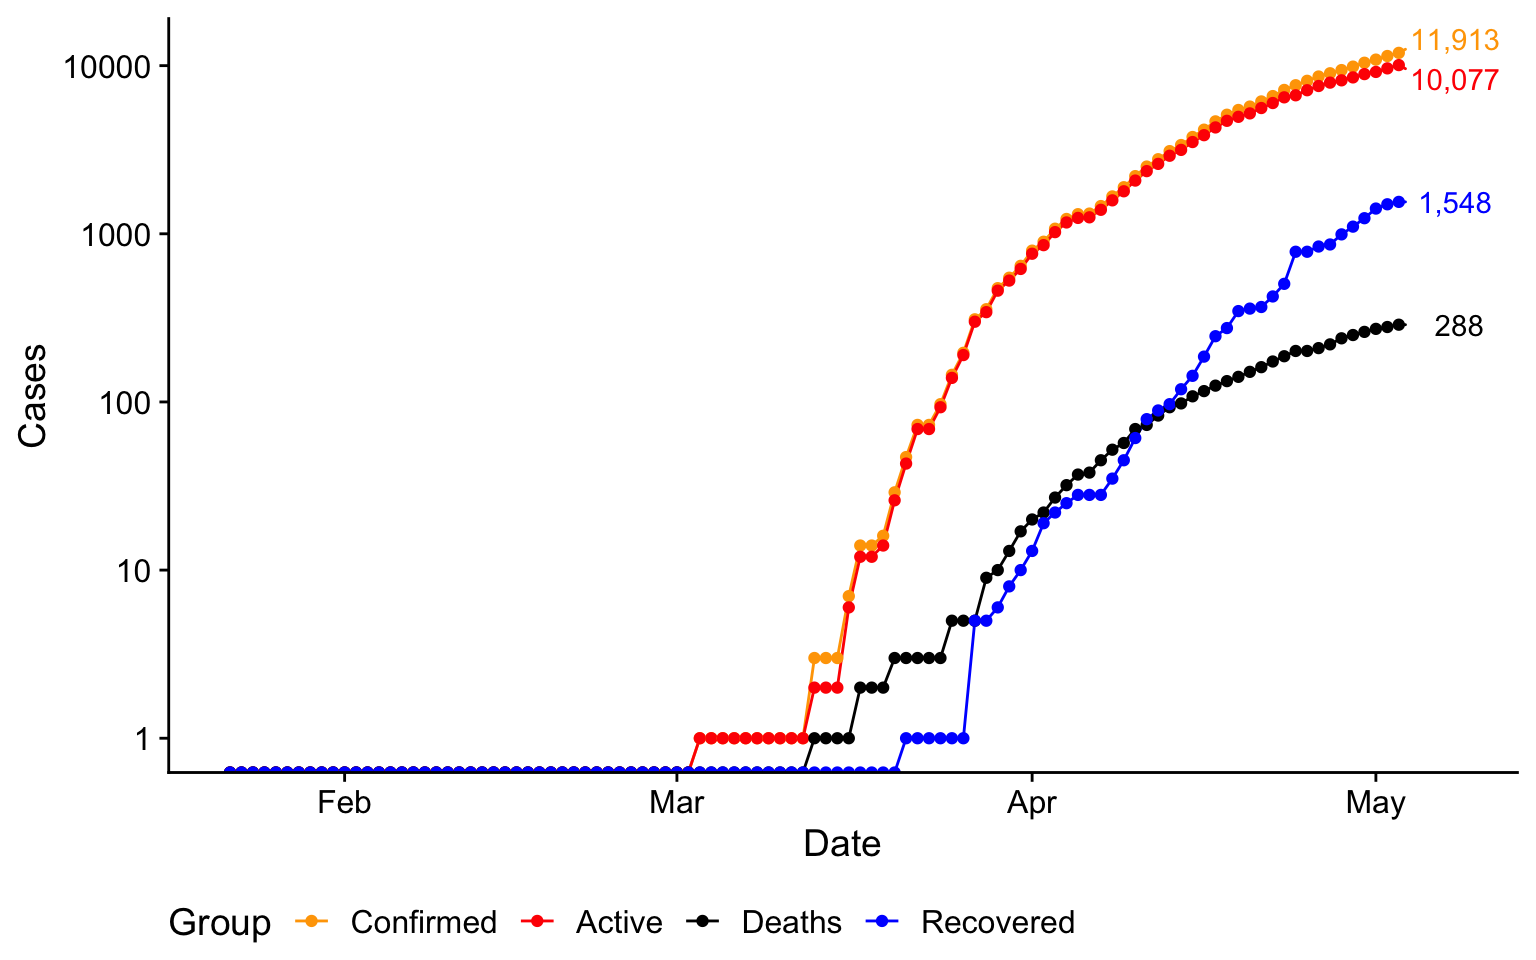 11,913
10000
10,077
1,548
1000
288
Cases
100
10
1
Feb Mar Apr May
Date
Group Confirmed Active Deaths Recovered